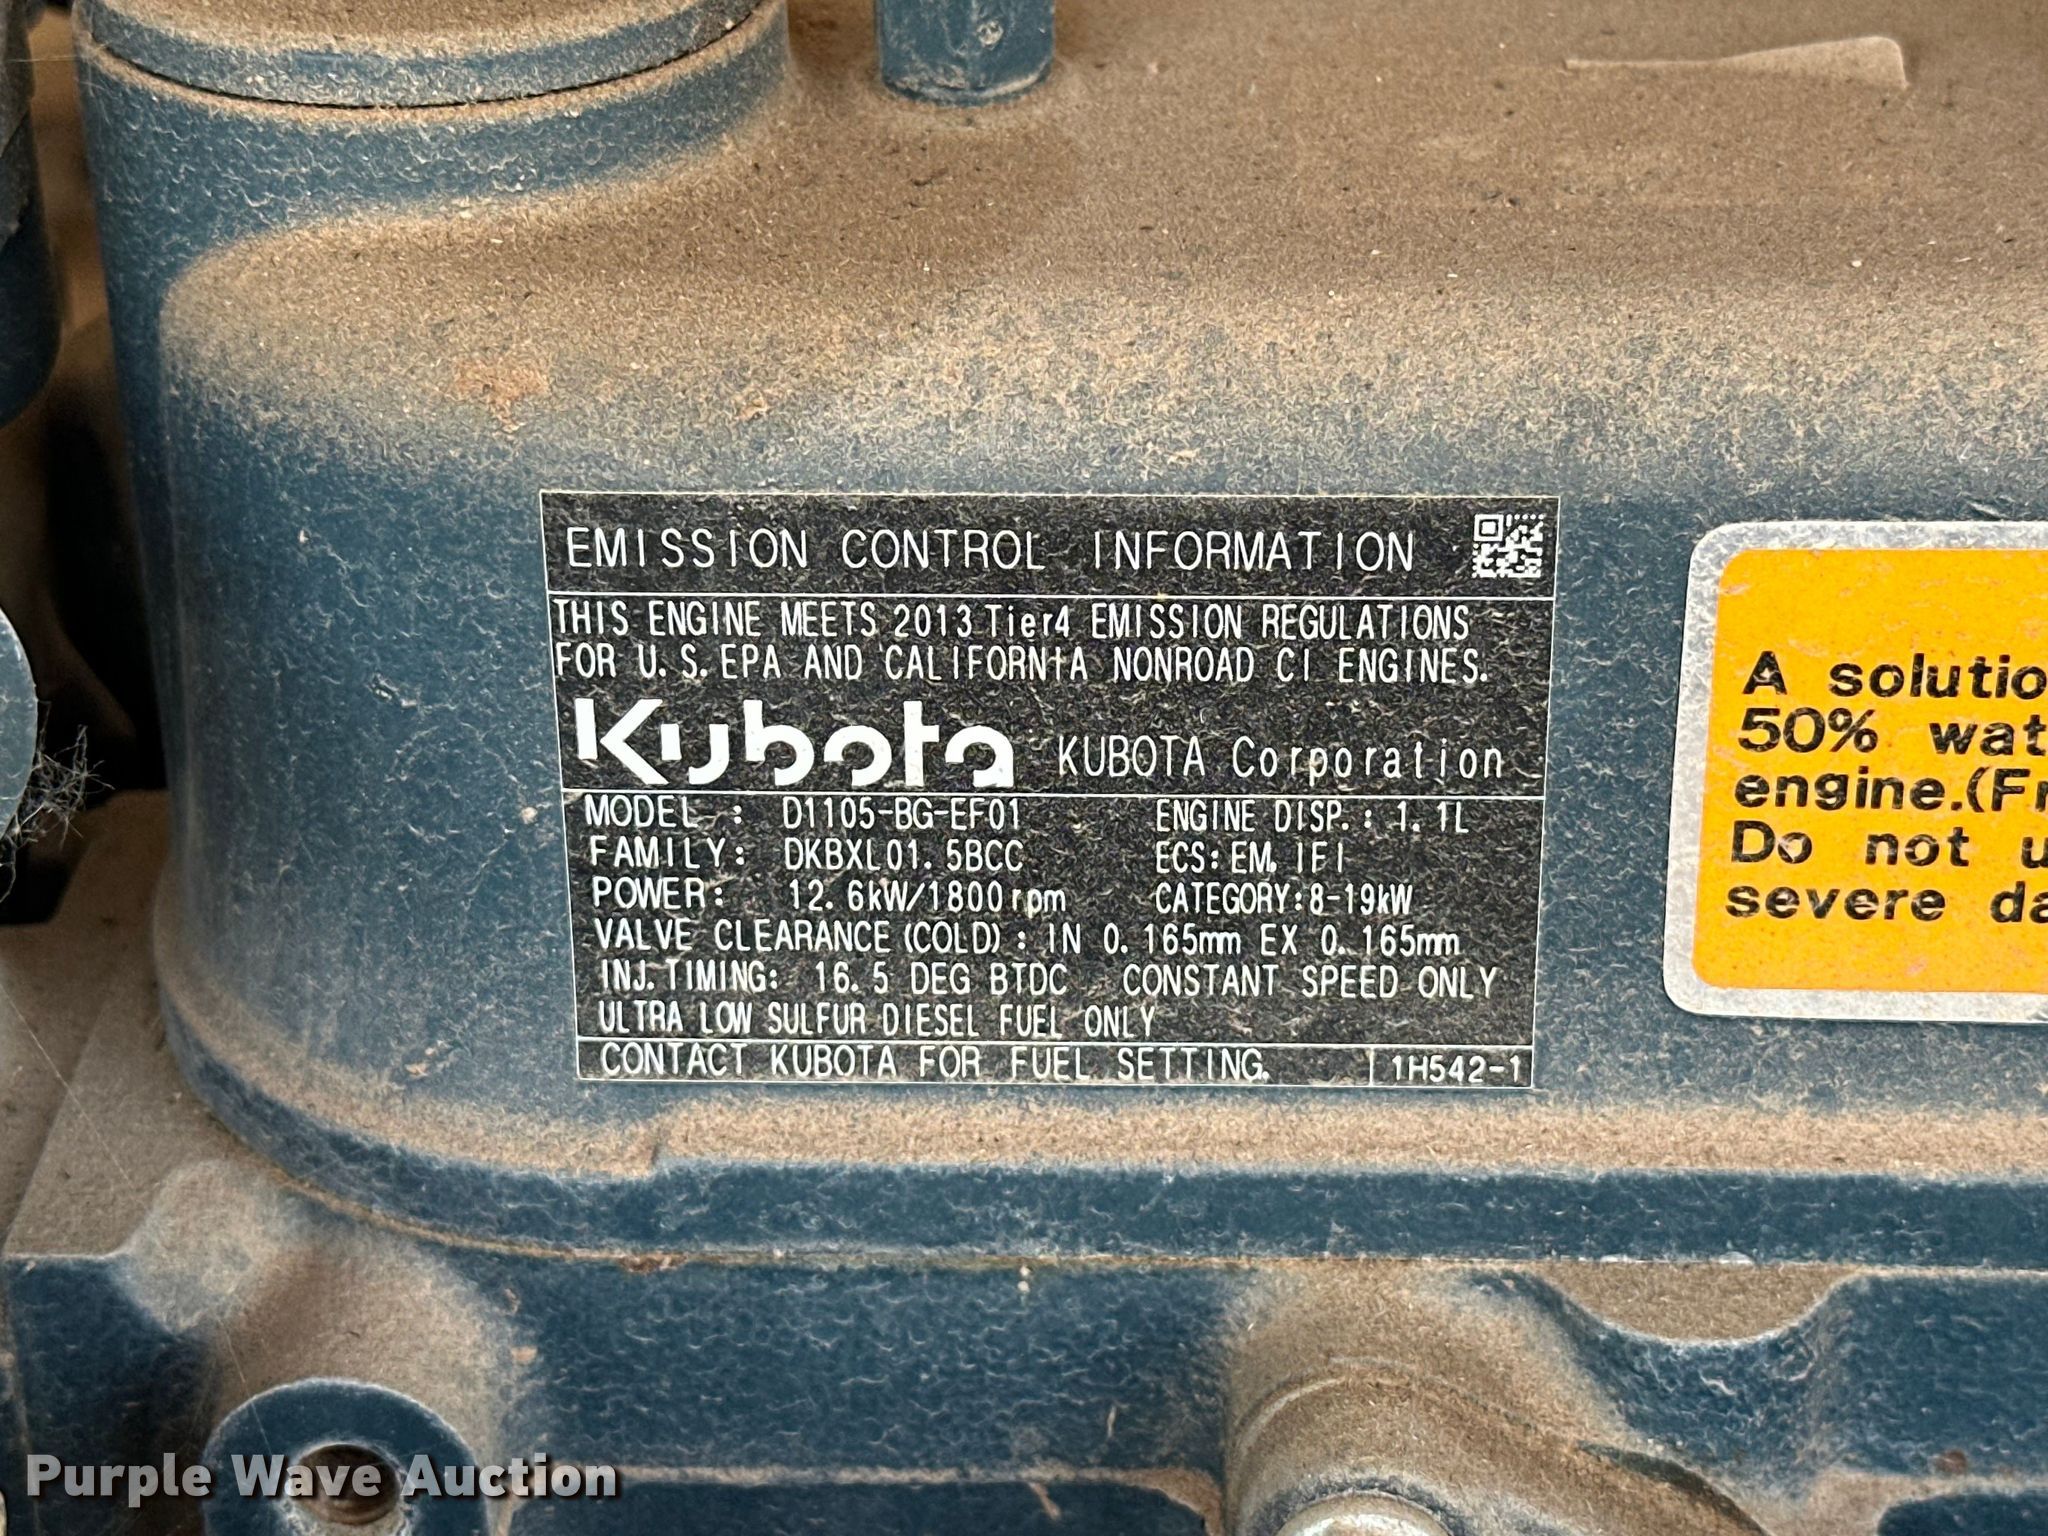 EMISSION CONTROL INFORMATION
THIS ENGINE MEETS 2013 Tier4 EMISSION REGULATIONS
FOR U.S.EPA AND CALIFORNIA NONROAD CI ENGINES.
Kubota KUBOTA Corporation
MODEL : D1105-BG-EF01 ENGINE DISP.: 1.1L
FAMILY: DKBXL01.5BCC ECS: EM, IFI
POWER: 12.6kW/1800rpm CATEGORY:8-19kW
VALVE CLEARANCE (COLD): IN 0.165mm EX 0.165mm
INJ.TIMING: 16.5 DEG BTDC CONSTANT SPEED ONLY
ULTRA LOW SULFUR DIESEL FUEL ONLY
CONTACT KUBOTA FOR FUEL SETTING. 1H542-1
A solutio
50% wat
engine.(Fr
Do not u
severe da
Purple Wave Auction